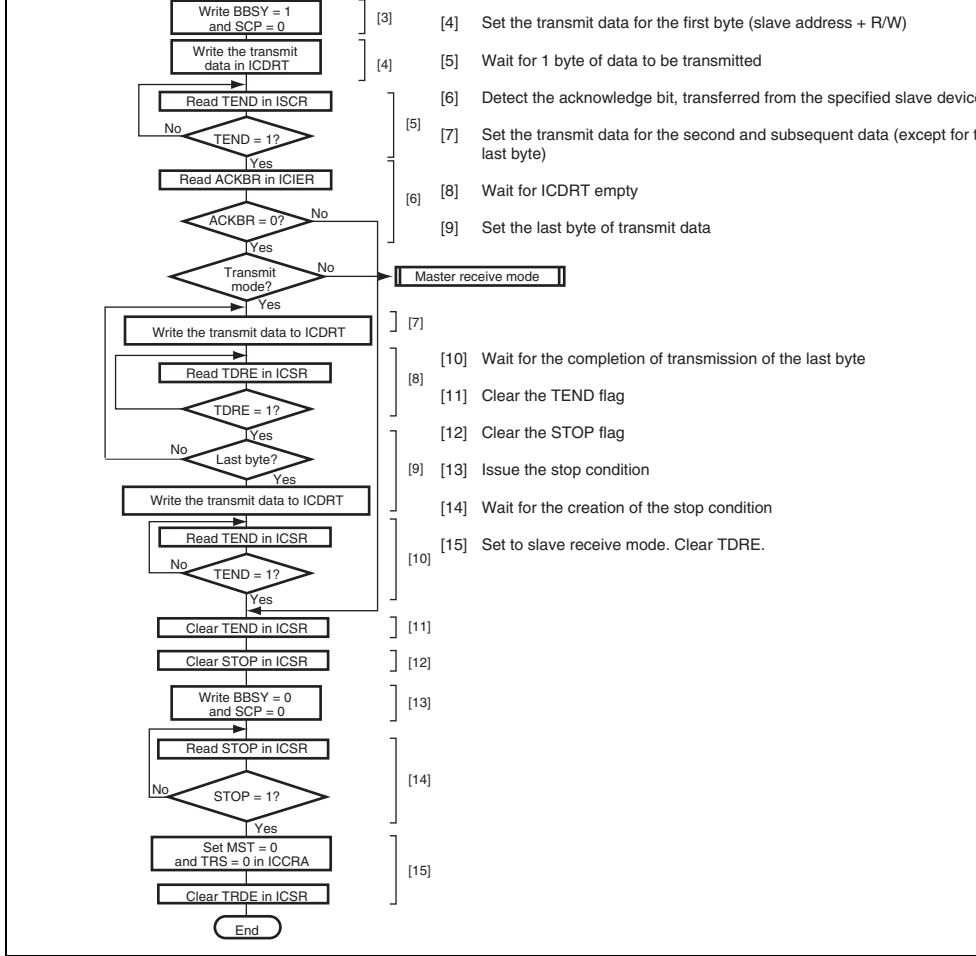 Write BBSY = 1
and SCP = 0
[3]
Write the transmit
data in ICDRT
[4]
Read TEND in ISCR
No
TEND = 1?
[5]
Yes
Read ACKBR in ICIER
[6]
ACKBR = 0?
No
Yes
Transmit
mode?
No
Master receive mode
Yes
Write the transmit data to ICDRT
[7]
Read TDRE in ICSR
[8]
TDRE = 1?
Yes
No
Last byte?
[9]
Yes
Write the transmit data to ICDRT
Read TEND in ICSR
[10]
No
TEND = 1?
Yes
Clear TEND in ICSR
[11]
Clear STOP in ICSR
[12]
Write BBSY = 0
and SCP = 0
[13]
Read STOP in ICSR
[14]
No
STOP = 1?
Yes
Set MST = 0
and TRS = 0 in ICCRA
[15]
Clear TRDE in ICSR
End
[4] Set the transmit data for the first byte (slave address + R/W)
[5] Wait for 1 byte of data to be transmitted
[6] Detect the acknowledge bit, transferred from the specified slave device
[7] Set the transmit data for the second and subsequent data (except for
last byte)
[8] Wait for ICDRT empty
[9] Set the last byte of transmit data
[10] Wait for the completion of transmission of the last byte
[11] Clear the TEND flag
[12] Clear the STOP flag
[13] Issue the stop condition
[14] Wait for the creation of the stop condition
[15] Set to slave receive mode. Clear TDRE.